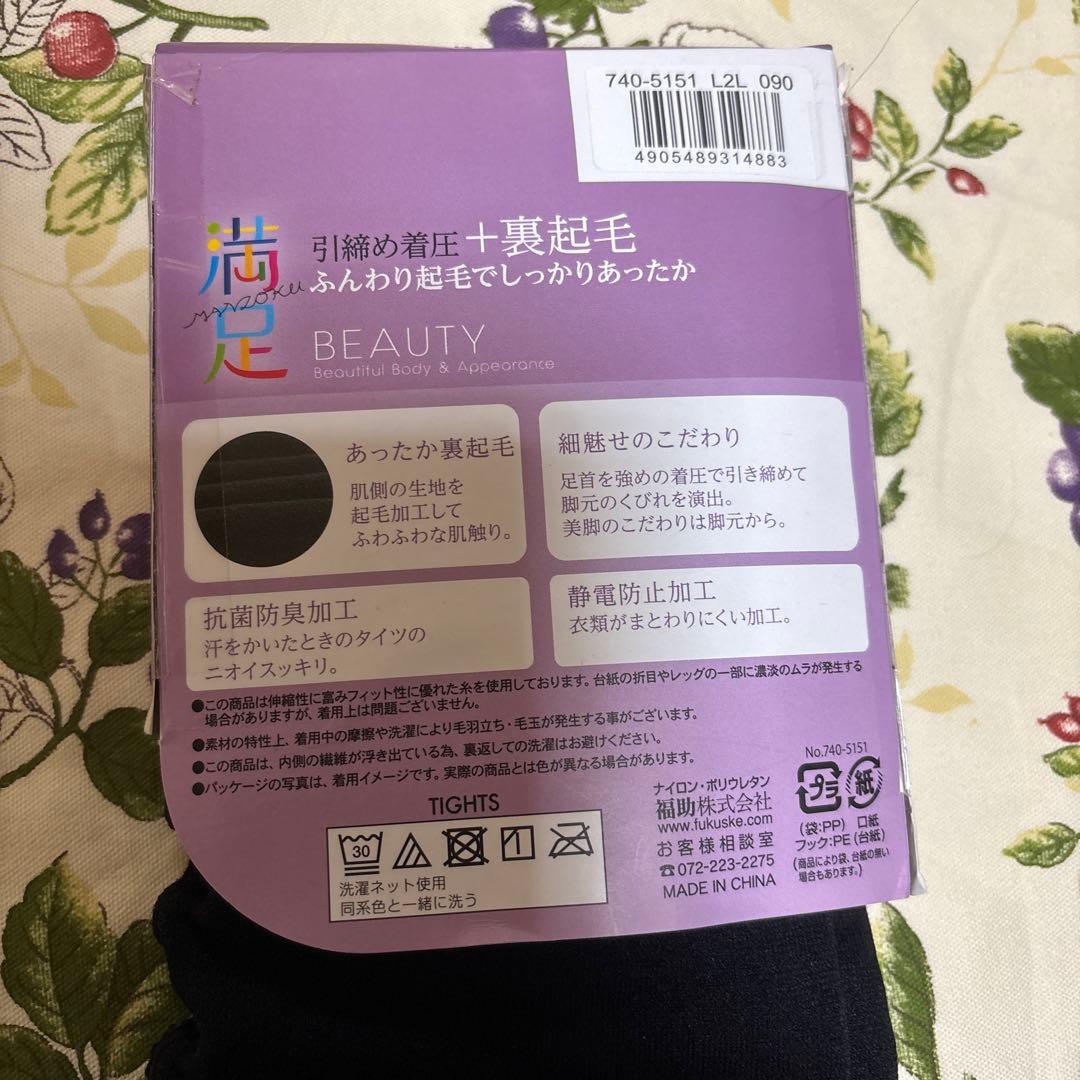 740-5151 L2L 090
4905489314883
満足
MANZOKU
引締め着圧+裏起毛
ふんわり起毛でしっかりあったか
BEAUTY
Beautiful Body & Appearance
あったか裏起毛
肌側の生地を
起毛加工して
ふわふわな肌触り。
細魅せのこだわり
足首を強めの着圧で引き締めて
脚元のくびれを演出。
美脚のこだわりは脚元から。
抗菌防臭加工
汗をかいたときのタイツの
ニオイスッキリ。
静電防止加工
衣類がまとわりにくい加工。
●この商品は伸縮性に富みフィット性に優れた糸を使用しております。台紙の折目やレッグの一部に濃淡のムラが発生する
場合がありますが、着用上は問題ございません。
●素材の特性上、着用中の摩擦や洗濯により毛羽立ち・毛玉が発生する事がございます。
●この商品は、内側の繊維が浮き出ている為、裏返しての洗濯はお避けください。
●パッケージの写真は、着用イメージです。実際の商品とは色が異なる場合があります。
TIGHTS
30
洗濯ネット使用
同系色と一緒に洗う
ナイロン・ポリウレタン
福助株式会社
www.fukuske.com
お客様相談室
☎072-223-2275
MADE IN CHINA
No.740-5151
プラ 紙
(袋:PP) 口紙
フック:PE (台紙)
(商品により袋、台紙の無い
場合もあります。)